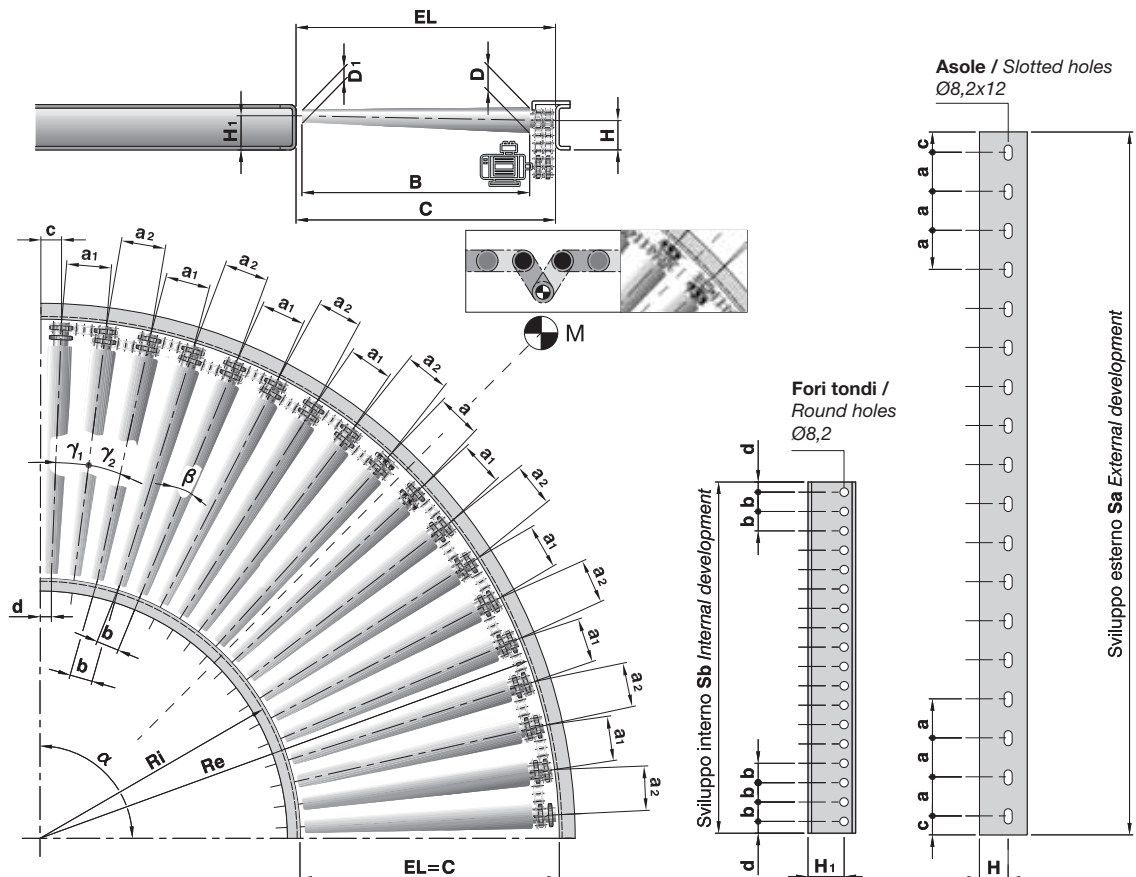 EL
D1
D
H1
H
B
C
c
a1
a2
a1
a2
a1
a2
a1
a2
a
a1
a2
a1
a2
a1
a2
a1
a2
M
γ1
γ2
β
d
b
b
α
Ri
Re
EL=C
Fori tondi /
Round holes
Ø8,2
d
b
b
Sviluppo interno Sb Internal development
b
b
b
d
H1
Asole / Slotted holes
Ø8,2x12
c
a
a
a
Sviluppo esterno Sa External development
a
a
a
c
H